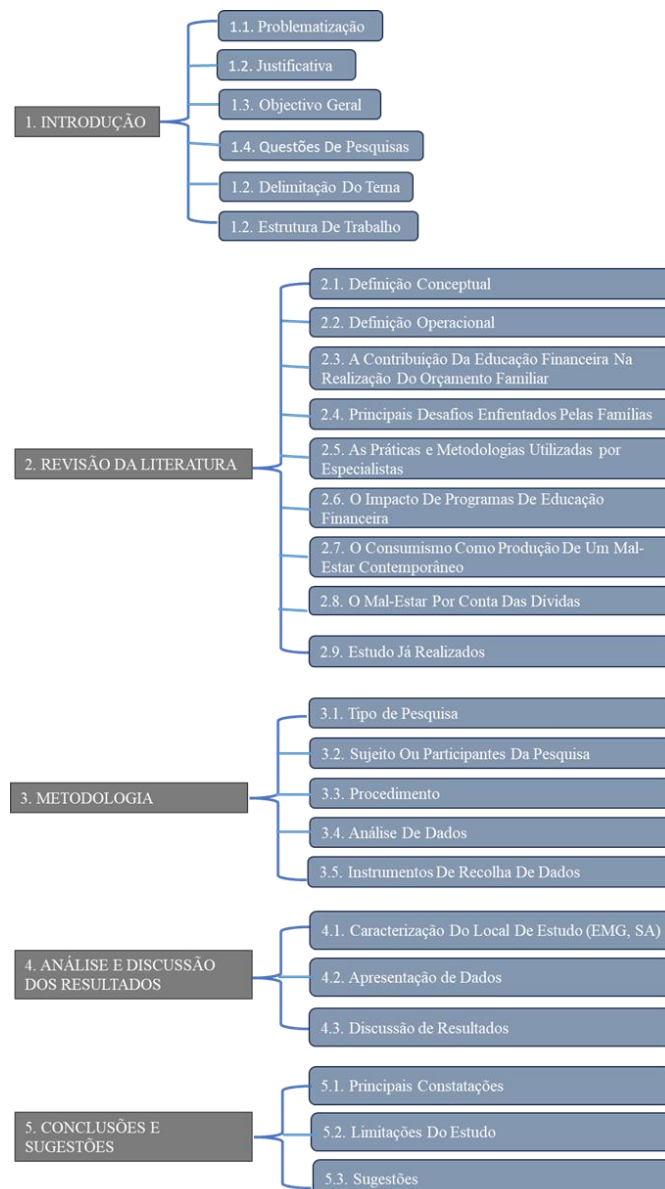 1. INTRODUÇÃO
1.1. Problematização
1.2. Justificativa
1.3. Objectivo Geral
1.4. Questões De Pesquisas
1.2. Delimitação Do Tema
1.2. Estrutura De Trabalho
2. REVISÃO DA LITERATURA
2.1. Definição Conceptual
2.2. Definição Operacional
2.3. A Contribuição Da Educação Financeira Na
Realização Do Orçamento Familiar
2.4. Principais Desafios Enfrentados Pelas Famílias
2.5. As Práticas e Metodologias Utilizadas por
Especialistas
2.6. O Impacto De Programas De Educação
Financeira
2.7. O Consumismo Como Produção De Um Mal-
Estar Contemporâneo
2.8. O Mal-Estar Por Conta Das Dívidas
2.9. Estudo Já Realizados
3. METODOLOGIA
3.1. Tipo de Pesquisa
3.2. Sujeito Ou Participantes Da Pesquisa
3.3. Procedimento
3.4. Análise De Dados
3.5. Instrumentos De Recolha De Dados
4. ANÁLISE E DISCUSSÃO
DOS RESULTADOS
4.1. Caracterização Do Local De Estudo (EMG, SA)
4.2. Apresentação de Dados
4.3. Discussão de Resultados
5. CONCLUSÕES E
SUGESTÕES
5.1. Principais Constatações
5.2. Limitações Do Estudo
5.3. Sugestões